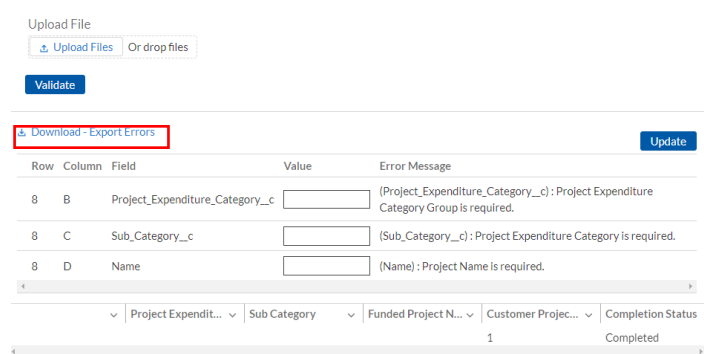 Upload File
Upload Files Or drop files
Validate
Download - Export Errors
Update
Row Column Field Value Error Message
8 B Project_Expenditure_Category__c (Project_Expenditure_Category__c) : Project Expenditure
Category Group is required.
8 C Sub_Category__c (Sub_Category__c) : Project Expenditure Category is required.
8 D Name (Name) : Project Name is required.
Project Expendit... Sub Category Funded Project N... Customer Projec... Completion Status
1 Completed